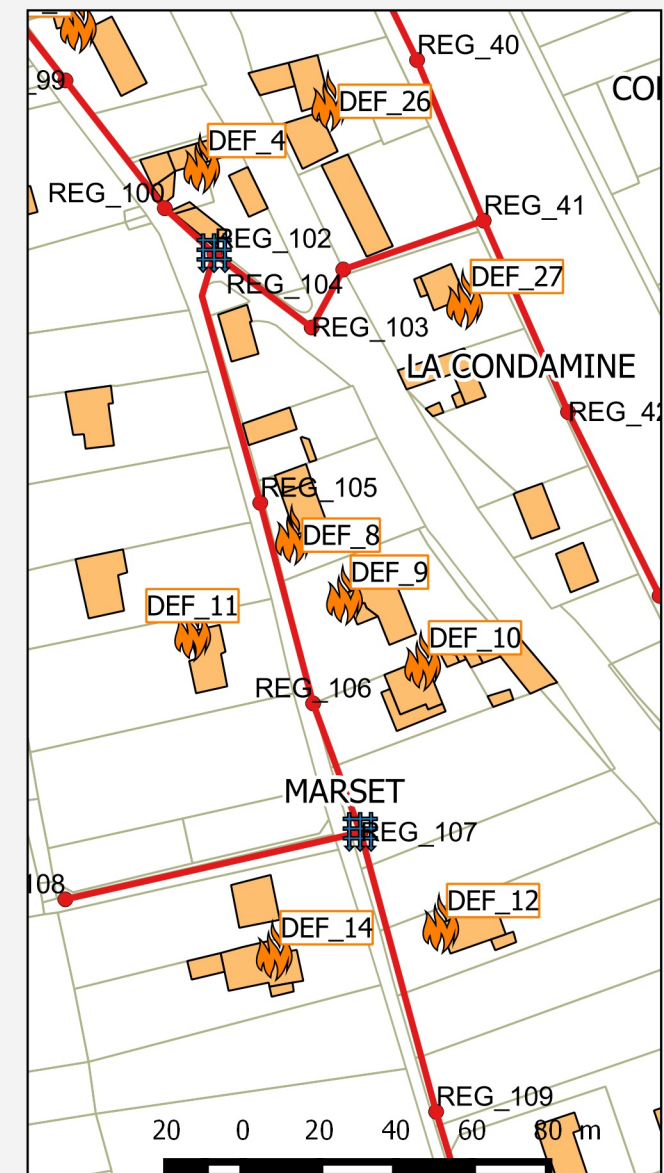 REG_40
_99
COI
DEF_26
DEF_4
REG_100
REG_41
REG_102
DEF_27
REG_104
REG_103
LA CONDAMINE
REG_42
REG_105
DEF_8
DEF_9
DEF_11
DEF_10
REG_106
MARSET
REG_107
108
DEF_12
DEF_14
REG_109
20 0 20 40 60 80 m